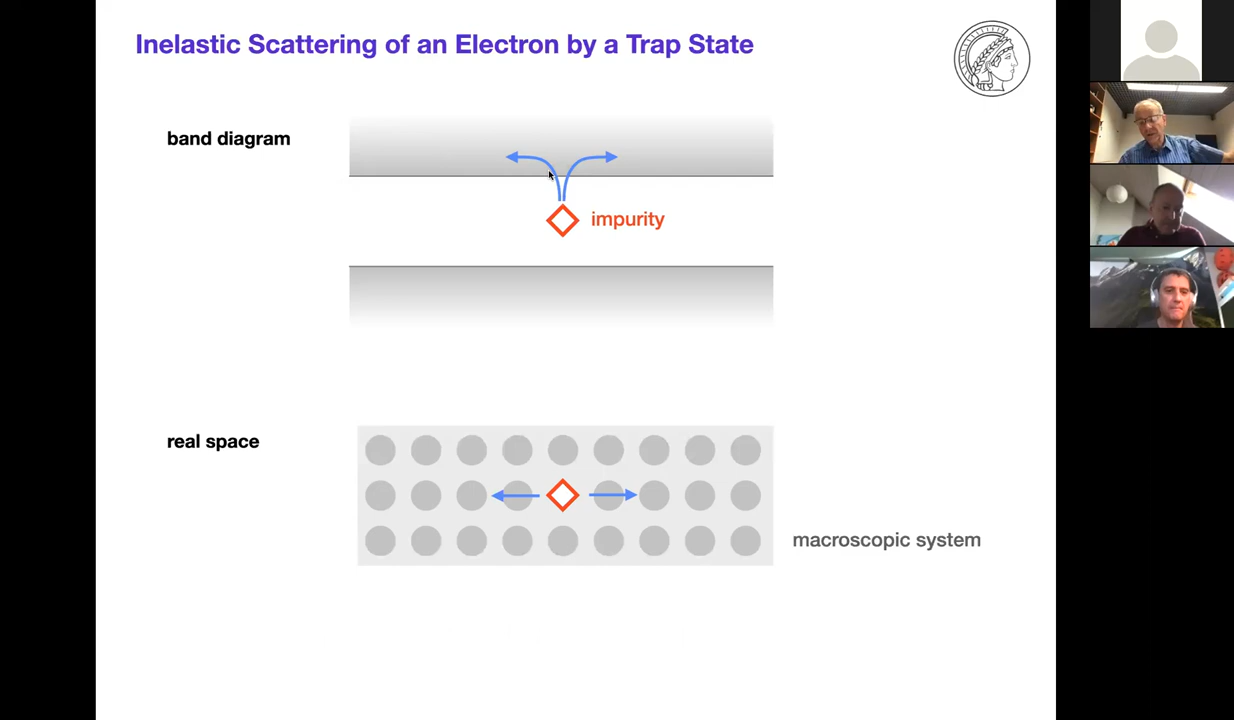 Inelastic Scattering of an Electron by a Trap State
band diagram
impurity
real space
macroscopic system